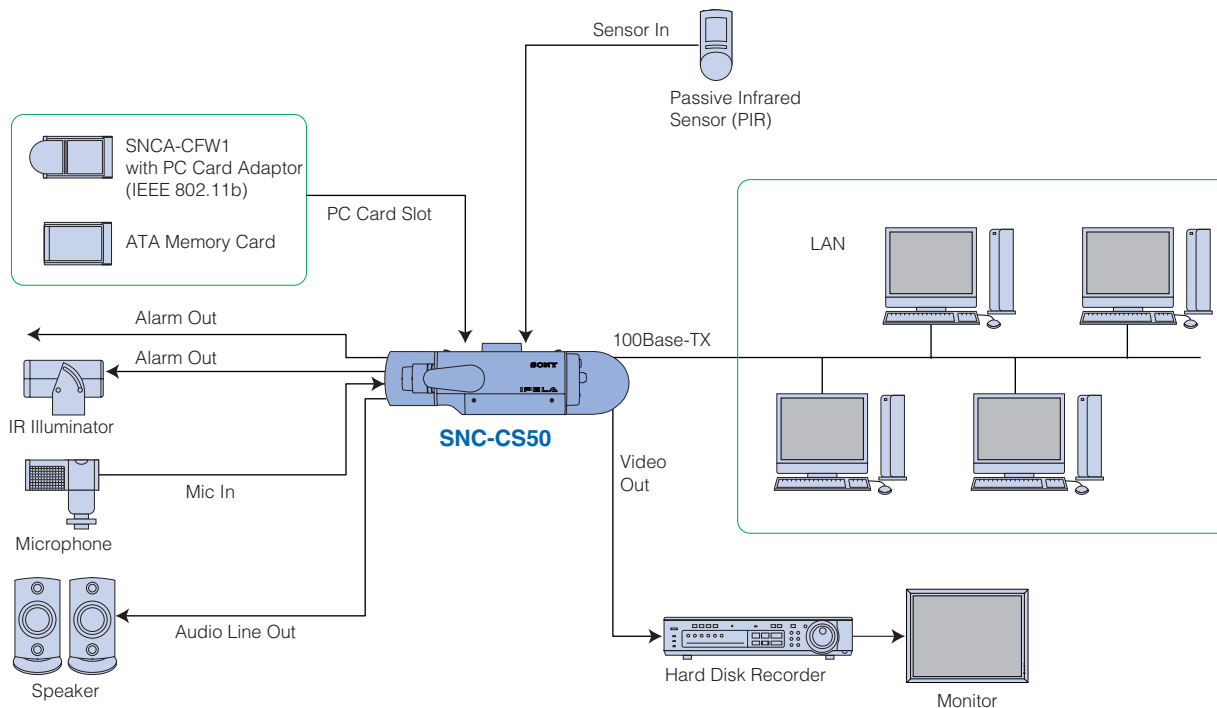 Sensor In
Passive Infrared
Sensor (PIR)
SNCA-CFW1
with PC Card Adaptor
(IEEE 802.11b)
PC Card Slot
ATA Memory Card
LAN
Alarm Out
100Base-TX
Alarm Out
SONY
IPELA
IR Illuminator
SNC-CS50
Video
Out
Mic In
Microphone
Audio Line Out
Hard Disk Recorder
Speaker
Monitor